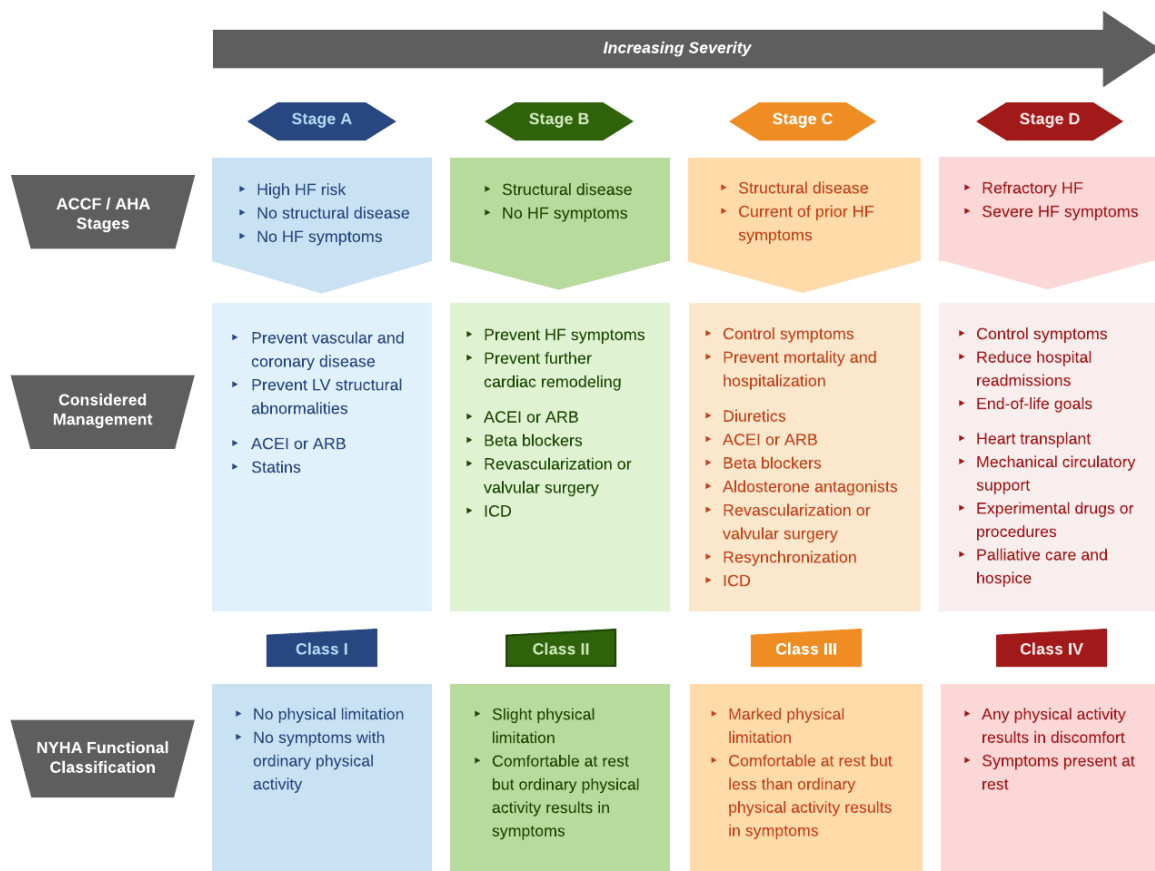 Increasing Severity
Stage A
Stage B
Stage C
Stage D
ACCF / AHA
Stages
‣ High HF risk
‣ No structural disease
‣ No HF symptoms
‣ Structural disease
‣ No HF symptoms
‣ Structural disease
‣ Current of prior HF
symptoms
‣ Refractory HF
‣ Severe HF symptoms
Considered
Management
‣ Prevent vascular and
coronary disease
‣ Prevent LV structural
abnormalities
‣ ACEI or ARB
‣ Statins
‣ Prevent HF symptoms
‣ Prevent further
cardiac remodeling
‣ ACEI or ARB
‣ Beta blockers
‣ Revascularization or
valvular surgery
‣ ICD
‣ Control symptoms
‣ Prevent mortality and
hospitalization
‣ Diuretics
‣ ACEI or ARB
‣ Beta blockers
‣ Aldosterone antagonists
‣ Revascularization or
valvular surgery
‣ Resynchronization
‣ ICD
‣ Control symptoms
‣ Reduce hospital
readmissions
‣ End-of-life goals
‣ Heart transplant
‣ Mechanical circulatory
support
‣ Experimental drugs or
procedures
‣ Palliative care and
hospice
Class I
Class II
Class III
Class IV
NYHA Functional
Classification
‣ No physical limitation
‣ No symptoms with
ordinary physical
activity
‣ Slight physical
limitation
‣ Comfortable at rest
but ordinary physical
activity results in
symptoms
‣ Marked physical
limitation
‣ Comfortable at rest but
less than ordinary
physical activity results
in symptoms
‣ Any physical activity
results in discomfort
‣ Symptoms present at
rest